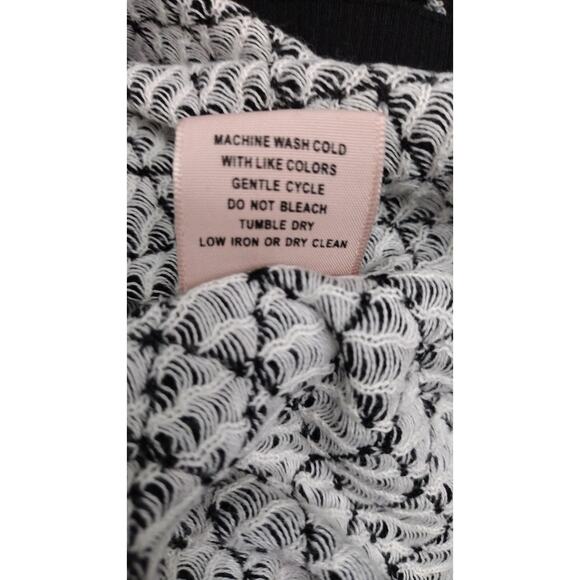 MACHINE WASH COLD
WITH LIKE COLORS
GENTLE CYCLE
DO NOT BLEACH
TUMBLE DRY
LOW IRON OR DRY CLEAN